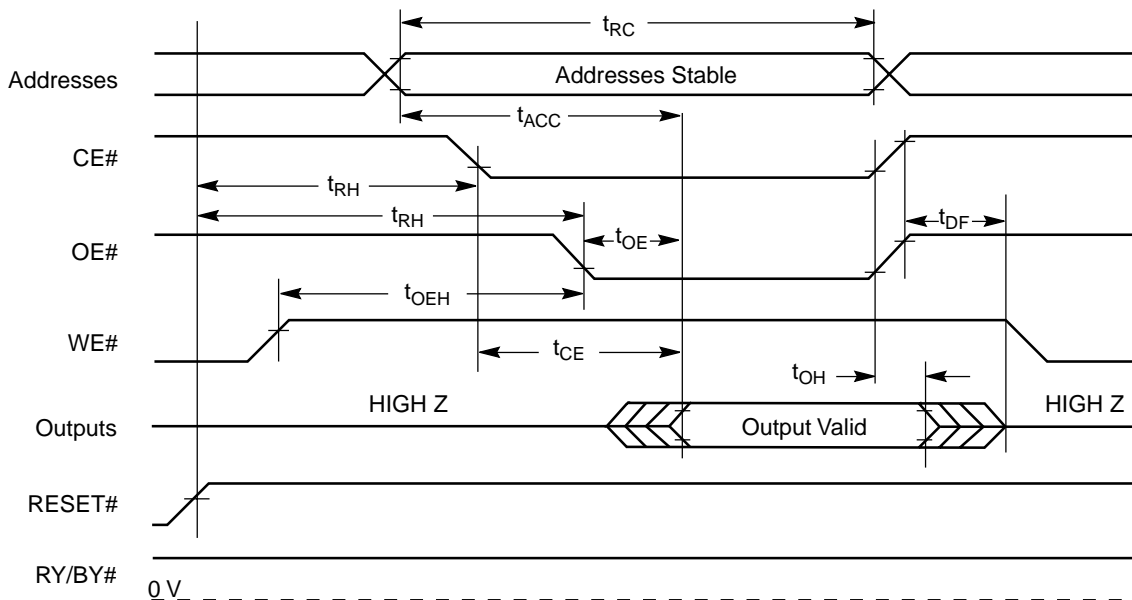 tRC
Addresses
Addresses Stable
tACC
CE#
tRH
tRH
tDF
OE#
tOE
tOEH
WE#
tCE
tOH
HIGH Z
HIGH Z
Outputs
Output Valid
RESET#
RY/BY#
0 V